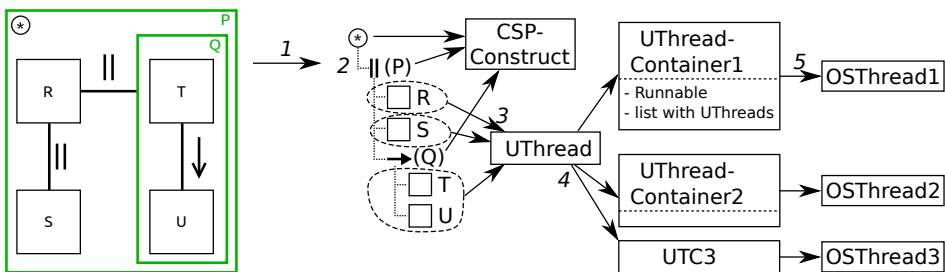 P
*
Q
R
||
T
||
S
U
1
2
*
|| (P)
R
S
(Q)
T
U
CSP-
Construct
3
UThread
4
UThread-
Container1
- Runnable
- list with UThreads
5
OSThread1
UThread-
Container2
OSThread2
UTC3
OSThread3